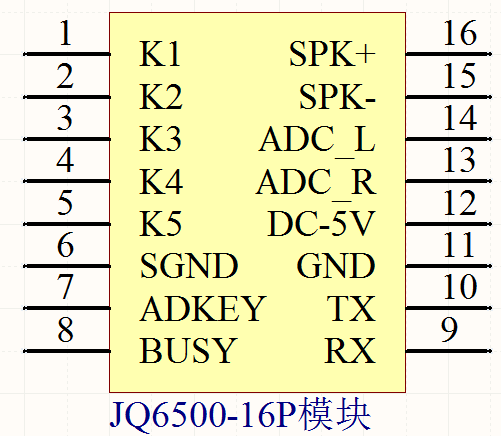 1 K1 SPK+ 16
2 K2 SPK- 15
3 K3 ADC_L 14
4 K4 ADC_R 13
5 K5 DC-5V 12
6 SGND GND 11
7 ADKEY TX 10
8 BUSY RX 9
JQ6500-16P模块